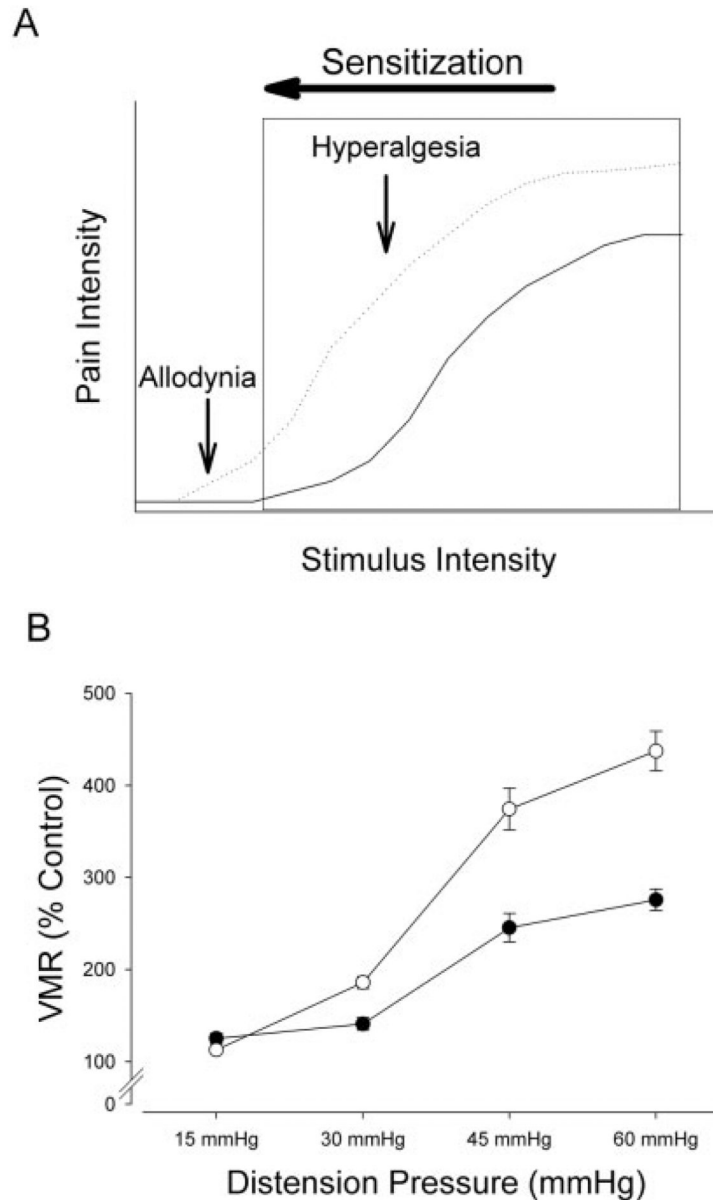 A
Sensitization
Hyperalgesia
Allodynia
Pain Intensity
Stimulus Intensity
B
500
400
300
200
100
0
VMR (% Control)
15 mmHg
30 mmHg
45 mmHg
60 mmHg
Distension Pressure (mmHg)